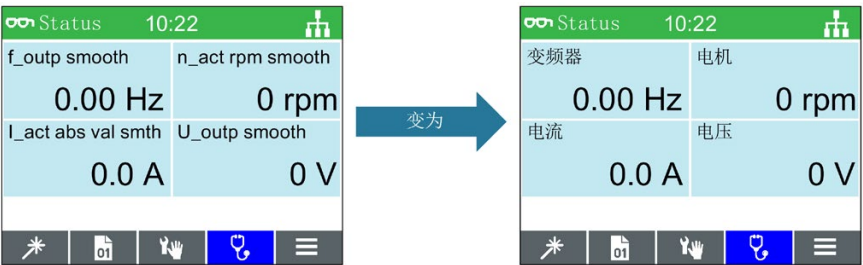 Status 10:22
f_outp smooth n_act rpm smooth
0.00 Hz 0 rpm
I_act abs val smth U_outp smooth
0.0 A 0 V
01
变为
Status 10:22
变频器 电机
0.00 Hz 0 rpm
电流 电压
0.0 A 0 V
01